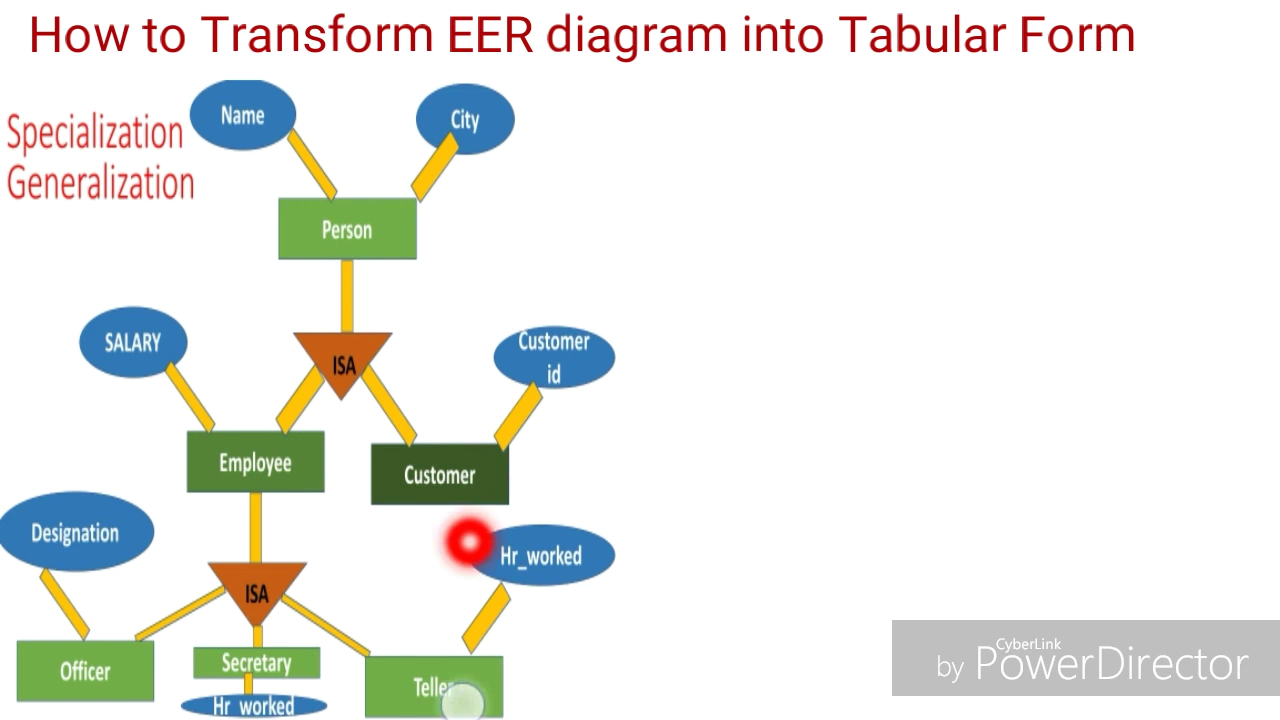 How to Transform EER diagram into Tabular Form
Specialization
Generalization
Name
City
Person
ISA
SALARY
Customer
id
Employee
Customer
Designation
Hr_worked
ISA
Officer
Secretary
Teller
Hr_worked
CyberLink
by PowerDirector